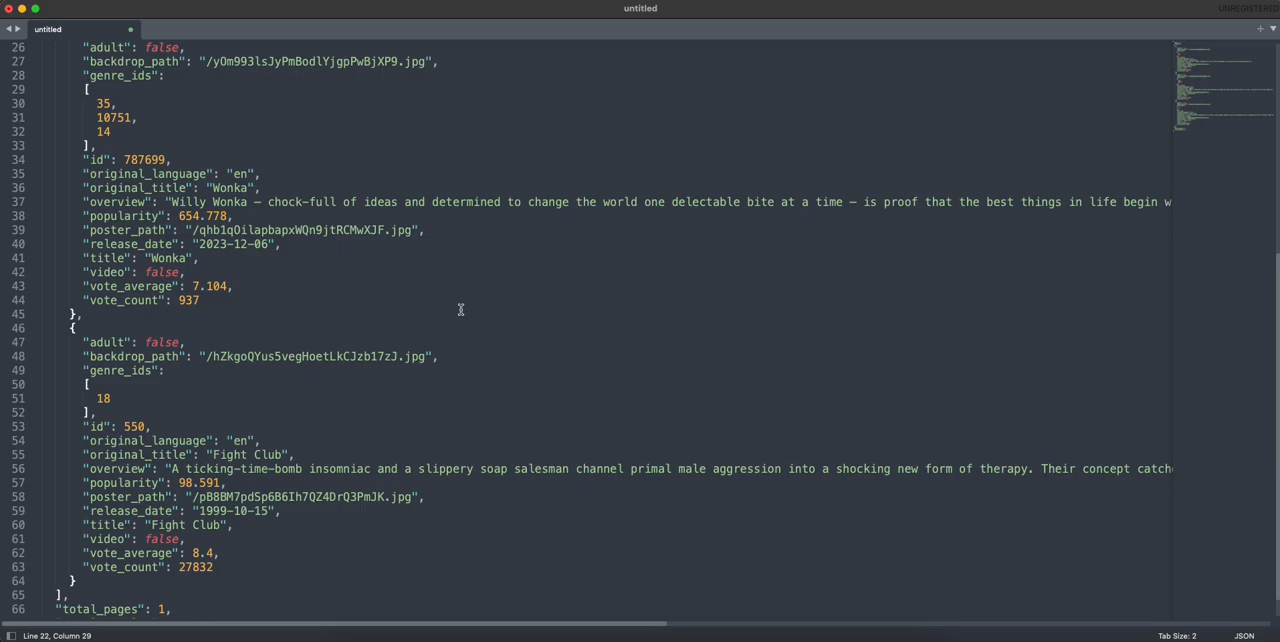 untitled
UNREGISTERED
untitled
26 "adult": false,
27 "backdrop_path": "/yOm993lsJyPmBodlYjgpPwBjXP9.jpg",
28 "genre_ids":
29 [
30 35,
31 10751,
32 14
33 ],
34 "id": 787699,
35 "original_language": "en",
36 "original_title": "Wonka",
37 "overview": "Willy Wonka – chock-full of ideas and determined to change the world one delectable bite at a time – is proof that the best things in life begin w
38 "popularity": 654.778,
39 "poster_path": "/qhb1qOilapbapxWQn9jtRCMwXJF.jpg",
40 "release_date": "2023-12-06",
41 "title": "Wonka",
42 "video": false,
43 "vote_average": 7.104,
44 "vote_count": 937
45 },
46 {
47 "adult": false,
48 "backdrop_path": "/hZkgoQYus5vegHoetLkCJzb17zJ.jpg",
49 "genre_ids":
50 [
51 18
52 ],
53 "id": 550,
54 "original_language": "en",
55 "original_title": "Fight Club",
56 "overview": "A ticking-time-bomb insomniac and a slippery soap salesman channel primal male aggression into a shocking new form of therapy. Their concept catch
57 "popularity": 98.591,
58 "poster_path": "/pB8BM7pdSp6B6Ih7QZ4DrQ3PmJK.jpg",
59 "release_date": "1999-10-15",
60 "title": "Fight Club",
61 "video": false,
62 "vote_average": 8.4,
63 "vote_count": 27832
64 }
65 ],
66 "total_pages": 1,
Line 22, Column 29
Tab Size: 2
JSON